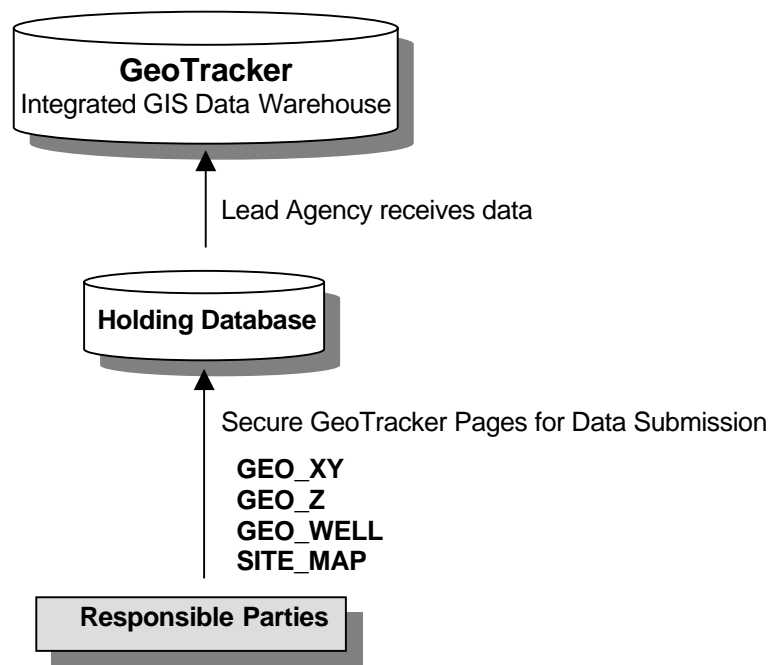 GeoTracker
Integrated GIS Data Warehouse
Lead Agency receives data
Holding Database
Secure GeoTracker Pages for Data Submission
GEO_XY
GEO_Z
GEO_WELL
SITE_MAP
Responsible Parties